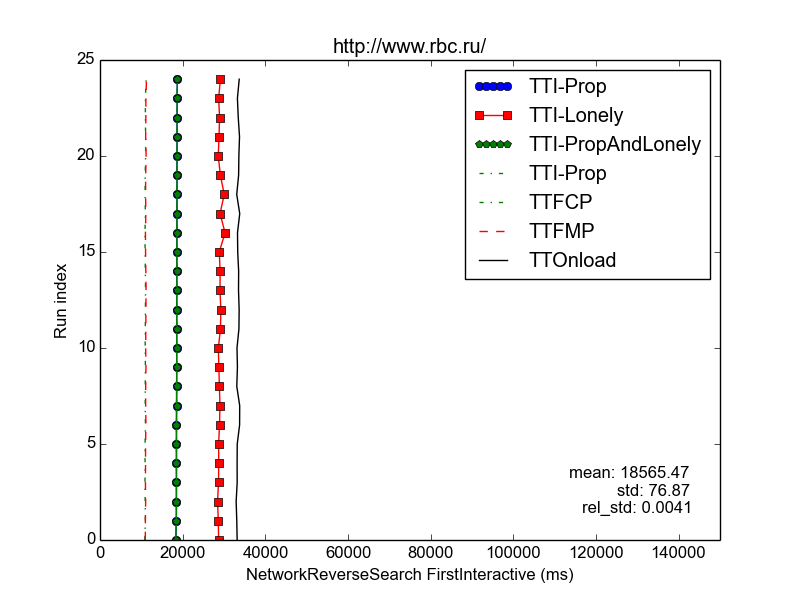 http://www.rbc.ru/
25
20
15
10
5
0
Run index
TTI-Prop
TTI-Lonely
TTI-PropAndLonely
TTI-Prop
TTFCP
TTFMP
TTOnload
mean: 18565.47
std: 76.87
rel_std: 0.0041
0 20000 40000 60000 80000 100000 120000 140000
NetworkReverseSearch FirstInteractive (ms)